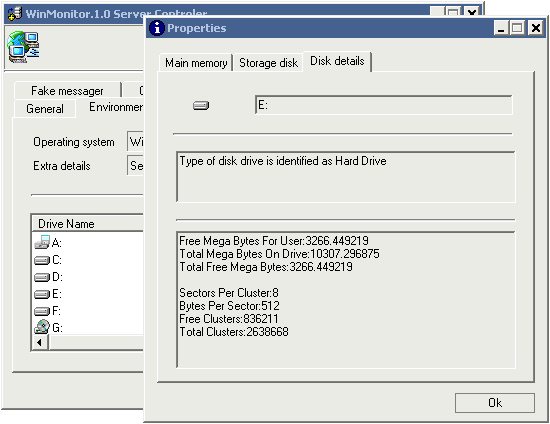 WinMonitor.1.0 Server Controler
Properties
Main memory
Storage disk
Disk details
Fake messager
General
Environmen
E:
Operating system
Wi
Extra details
Se
Type of disk drive is identified as Hard Drive
Drive Name
A:
C:
D:
E:
F:
G:
Free Mega Bytes For User:3266.449219
Total Mega Bytes On Drive:10307.296875
Total Free Mega Bytes:3266.449219
Sectors Per Cluster:8
Bytes Per Sector:512
Free Clusters:836211
Total Clusters:2638668
Ok